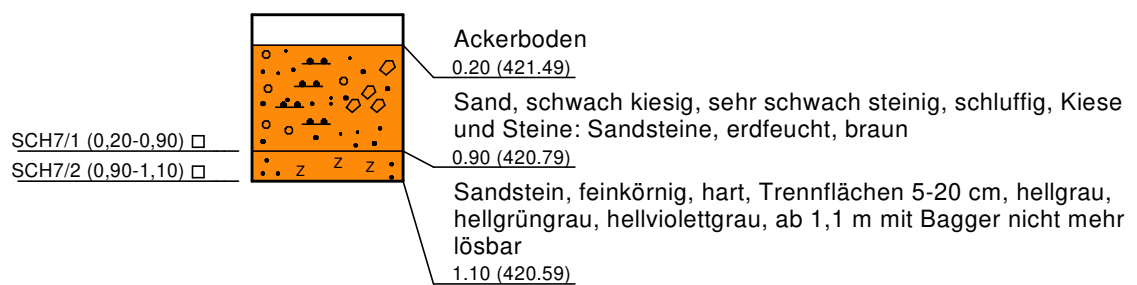 Ackerboden
0.20 (421.49)
Sand, schwach kiesig, sehr schwach steinig, schluffig, Kiese
und Steine: Sandsteine, erdfeucht, braun
SCH7/1 (0,20-0,90)
0.90 (420.79)
SCH7/2 (0,90-1,10)
Z Z Z
Sandstein, feinkörnig, hart, Trennflächen 5-20 cm, hellgrau,
hellgrüngrau, hellviolettgrau, ab 1,1 m mit Bagger nicht mehr
lösbar
1.10 (420.59)